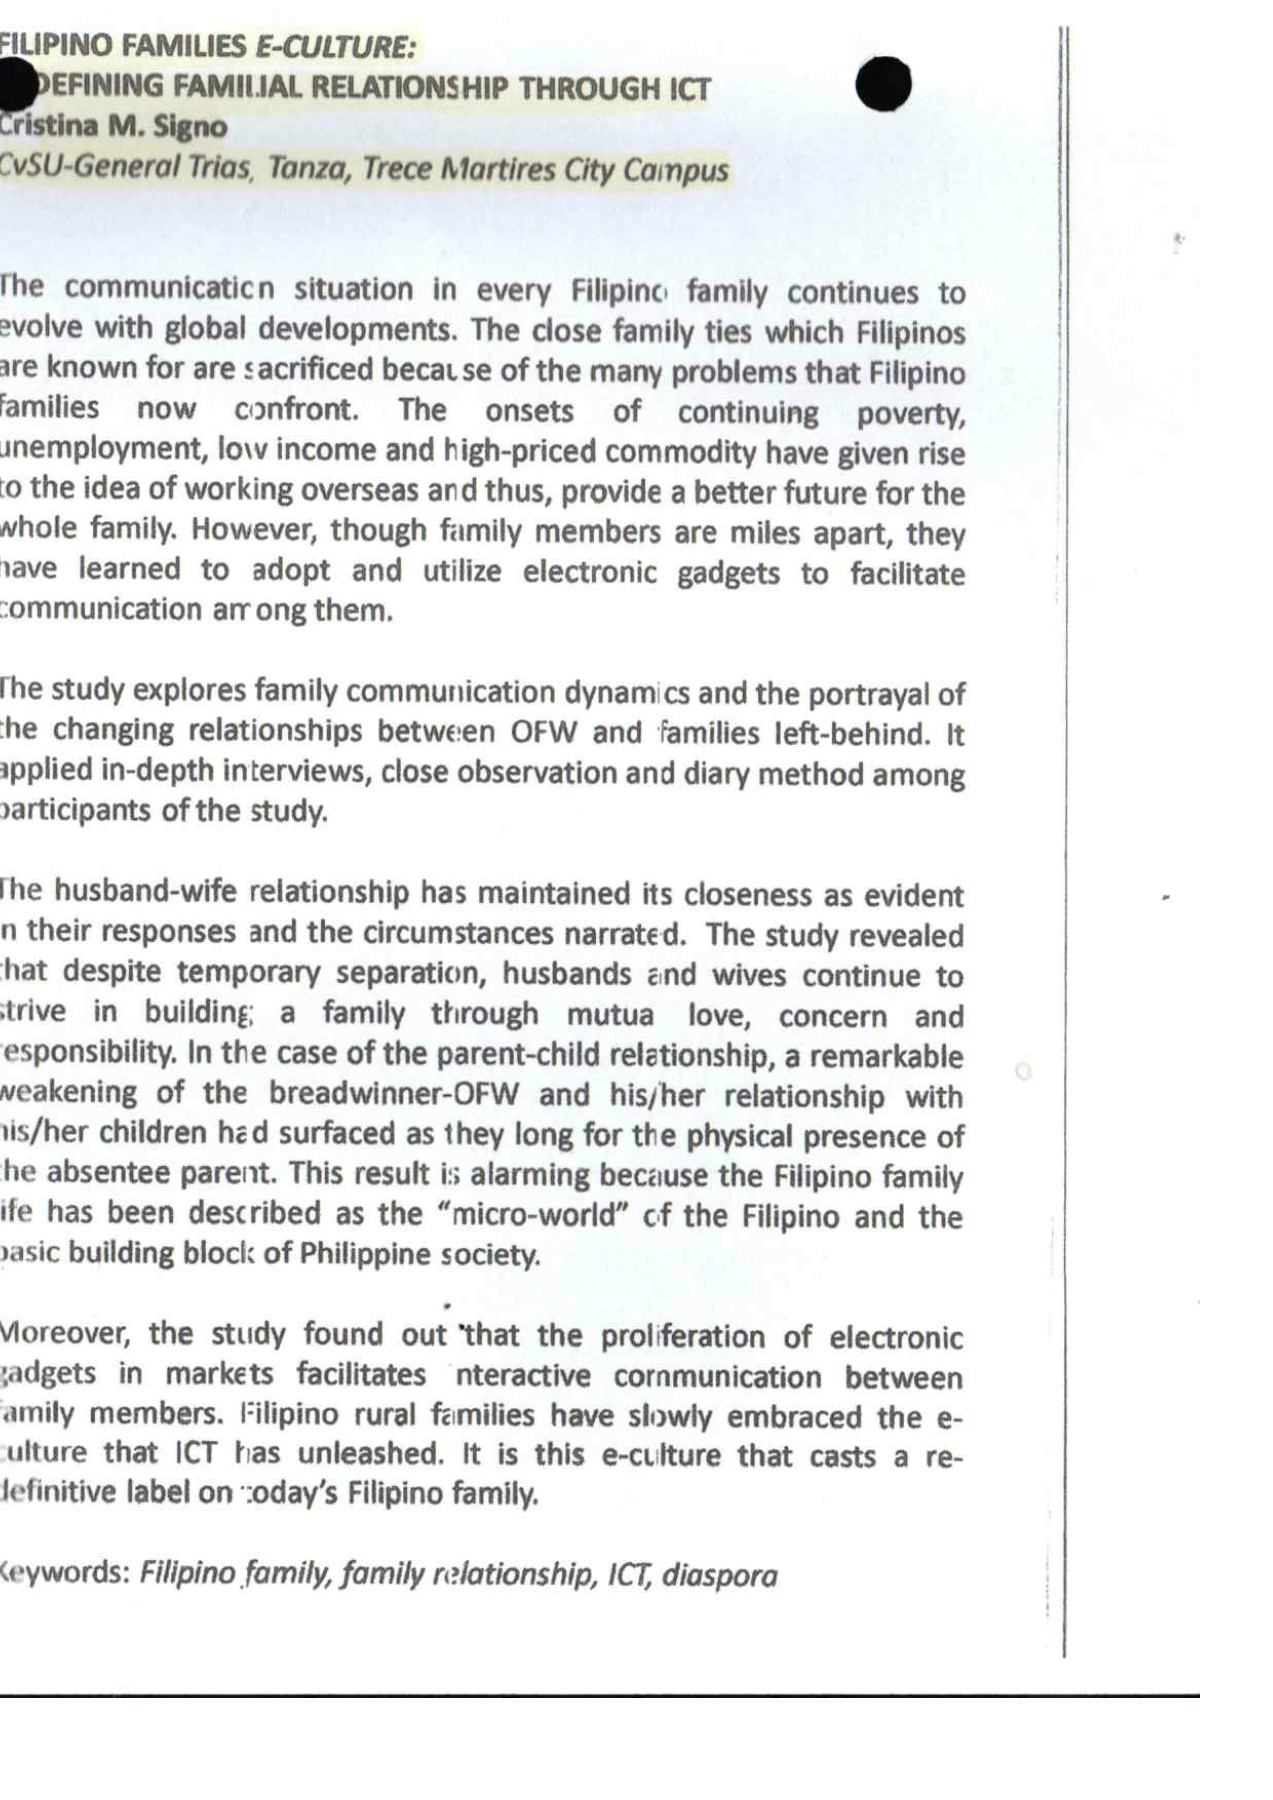 FILIPINO FAMILIES E-CULTURE:
DEFINING FAMILIAL RELATIONSHIP THROUGH ICT
Cristina M. Signo
CvSU-General Trias, Tanza, Trece Martires City Campus
The communication situation in every Filipino family continues to
evolve with global developments. The close family ties which Filipinos
are known for are sacrificed because of the many problems that Filipino
families now confront. The onsets of continuing poverty,
unemployment, low income and high-priced commodity have given rise
to the idea of working overseas and thus, provide a better future for the
whole family. However, though family members are miles apart, they
have learned to adopt and utilize electronic gadgets to facilitate
communication among them.
The study explores family communication dynamics and the portrayal of
the changing relationships between OFW and families left-behind. It
applied in-depth interviews, close observation and diary method among
participants of the study.
The husband-wife relationship has maintained its closeness as evident
in their responses and the circumstances narrated. The study revealed
that despite temporary separation, husbands and wives continue to
strive in building a family through mutua love, concern and
responsibility. In the case of the parent-child relationship, a remarkable
weakening of the breadwinner-OFW and his/her relationship with
his/her children had surfaced as they long for the physical presence of
the absentee parent. This result is alarming because the Filipino family
life has been described as the “micro-world” of the Filipino and the
basic building block of Philippine society.
Moreover, the study found out that the proliferation of electronic
gadgets in markets facilitates nteractive communication between
family members. Filipino rural families have slowly embraced the e-
culture that ICT has unleashed. It is this e-culture that casts a re-
definitive label on today’s Filipino family.
Keywords: Filipino family, family relationship, ICT, diaspora